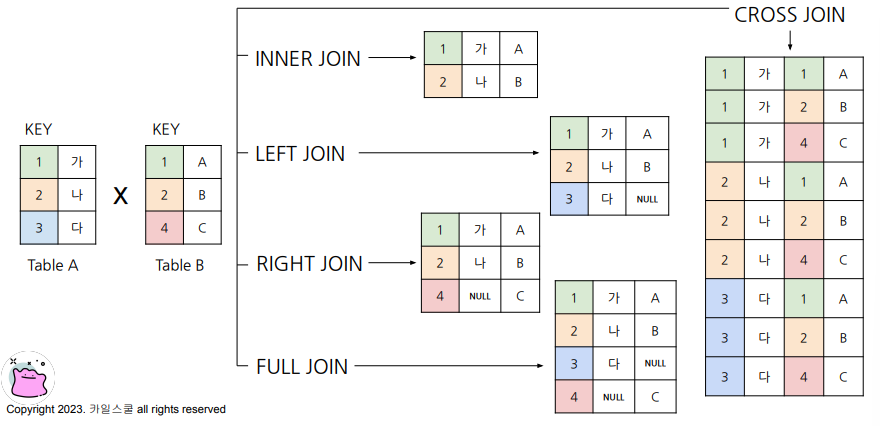 CROSS JOIN
INNER JOIN
1 가 A
2 나 B
KEY
1 가
2 나
3 다
Table A
X
KEY
1 A
2 B
4 C
Table B
LEFT JOIN
1 가 A
2 나 B
3 다 NULL
RIGHT JOIN
1 가 A
2 나 B
4 NULL C
FULL JOIN
1 가 A
2 나 B
3 다 NULL
4 NULL C
1 가 1 A
1 가 2 B
1 가 4 C
2 나 1 A
2 나 2 B
2 나 4 C
3 다 1 A
3 다 2 B
3 다 4 C
Copyright 2023. 카일스쿨 all rights reserved